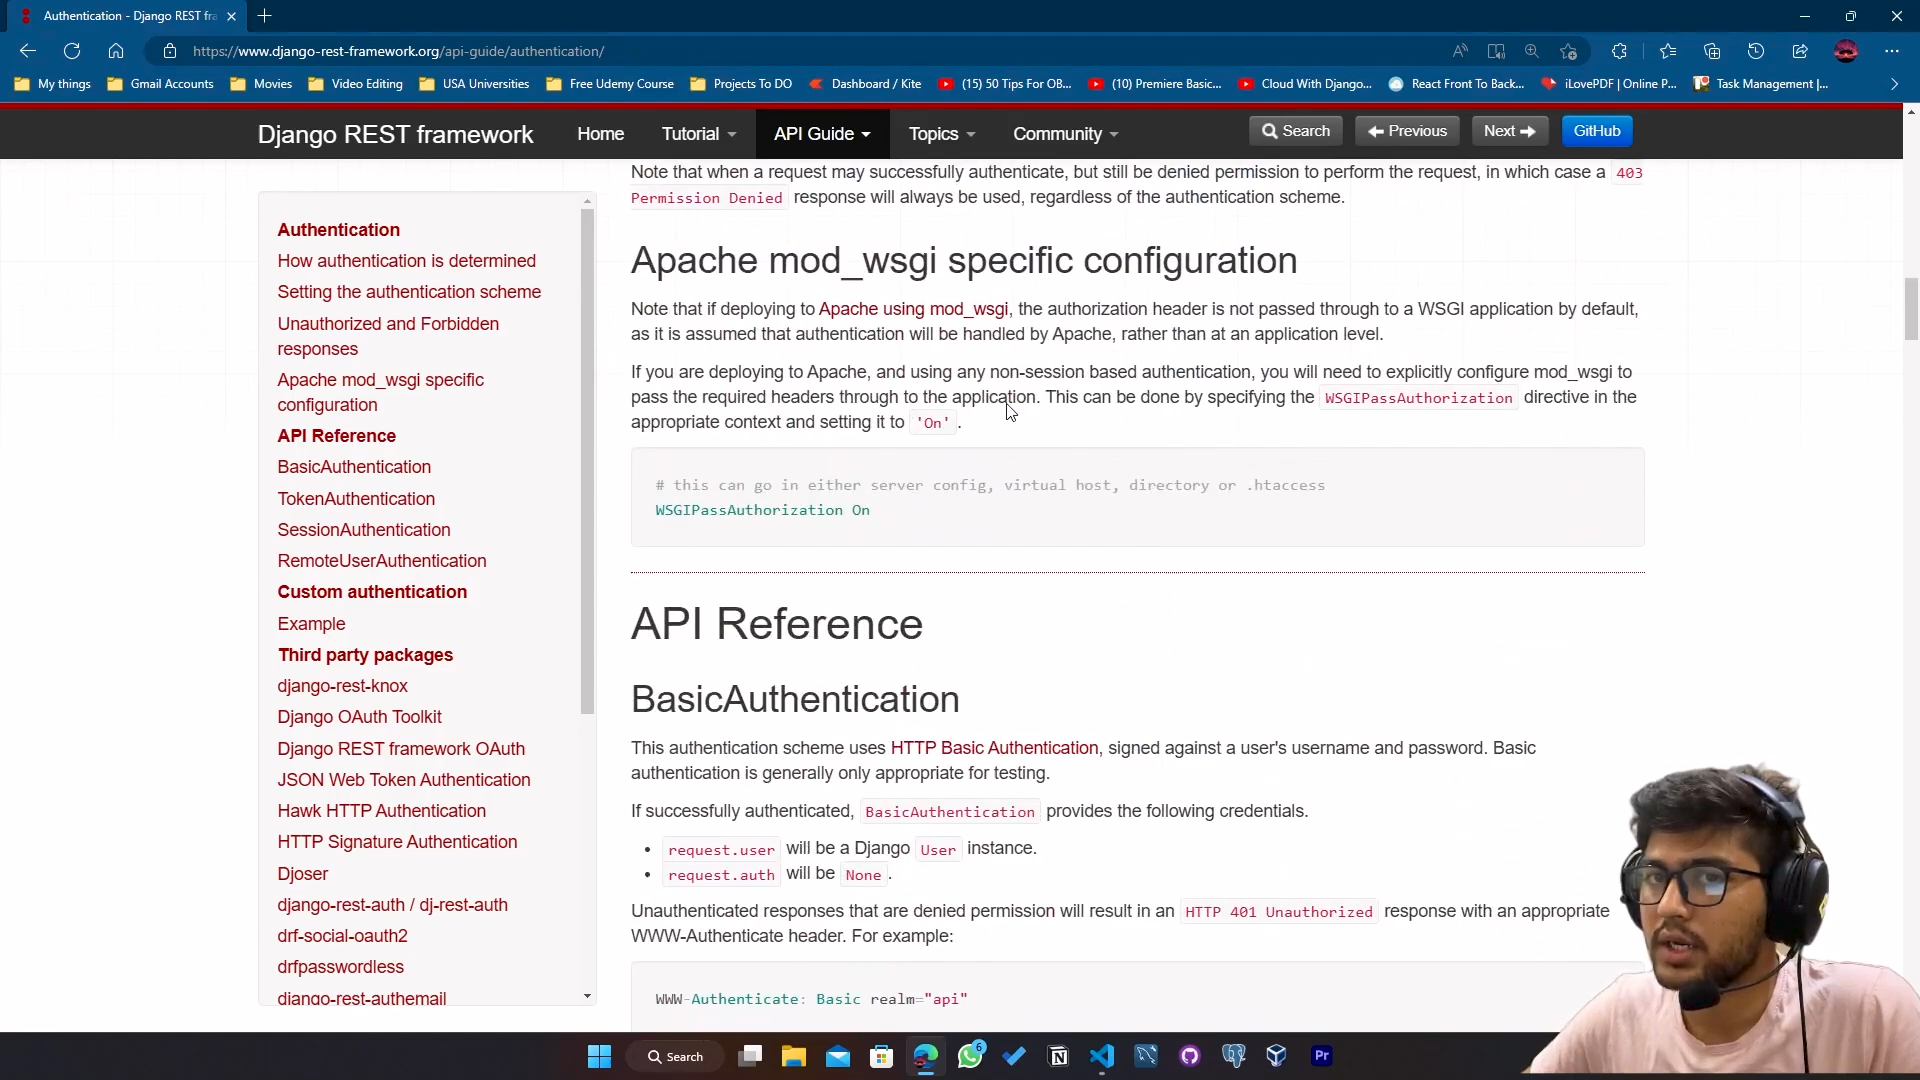 Authentication - Django REST fra
https://www.django-rest-framework.org/api-guide/authentication/
My things
Gmail Accounts
Movies
Video Editing
USA Universities
Free Udemy Course
Projects To DO
Dashboard / Kite
(15) 50 Tips For OB...
(10) Premiere Basic...
Cloud With Django...
React Front To Back...
iLovePDF | Online P...
Task Management |...
Django REST framework
Home
Tutorial
API Guide
Topics
Community
Search
Previous
Next
GitHub
Authentication
How authentication is determined
Setting the authentication scheme
Unauthorized and Forbidden
responses
Apache mod_wsgi specific
configuration
API Reference
BasicAuthentication
TokenAuthentication
SessionAuthentication
RemoteUserAuthentication
Custom authentication
Example
Third party packages
django-rest-knox
Django OAuth Toolkit
Django REST framework OAuth
JSON Web Token Authentication
Hawk HTTP Authentication
HTTP Signature Authentication
Djoser
django-rest-auth / dj-rest-auth
drf-social-oauth2
drfpasswordless
django-rest-authemail
Note that when a request may successfully authenticate, but still be denied permission to perform the request, in which case a 403
Permission Denied response will always be used, regardless of the authentication scheme.
Apache mod_wsgi specific configuration
Note that if deploying to Apache using mod_wsgi, the authorization header is not passed through to a WSGI application by default,
as it is assumed that authentication will be handled by Apache, rather than at an application level.
If you are deploying to Apache, and using any non-session based authentication, you will need to explicitly configure mod_wsgi to
pass the required headers through to the application. This can be done by specifying the WSGIPassAuthorization directive in the
appropriate context and setting it to 'On'.
# this can go in either server config, virtual host, directory or .htaccess
WSGIPassAuthorization On
API Reference
BasicAuthentication
This authentication scheme uses HTTP Basic Authentication, signed against a user's username and password. Basic
authentication is generally only appropriate for testing.
If successfully authenticated, BasicAuthentication provides the following credentials.
• request.user will be a Django User instance.
• request.auth will be None.
Unauthenticated responses that are denied permission will result in an HTTP 401 Unauthorized response with an appropriate
WWW-Authenticate header. For example:
WWW-Authenticate: Basic realm="api"
Search
6
Pr